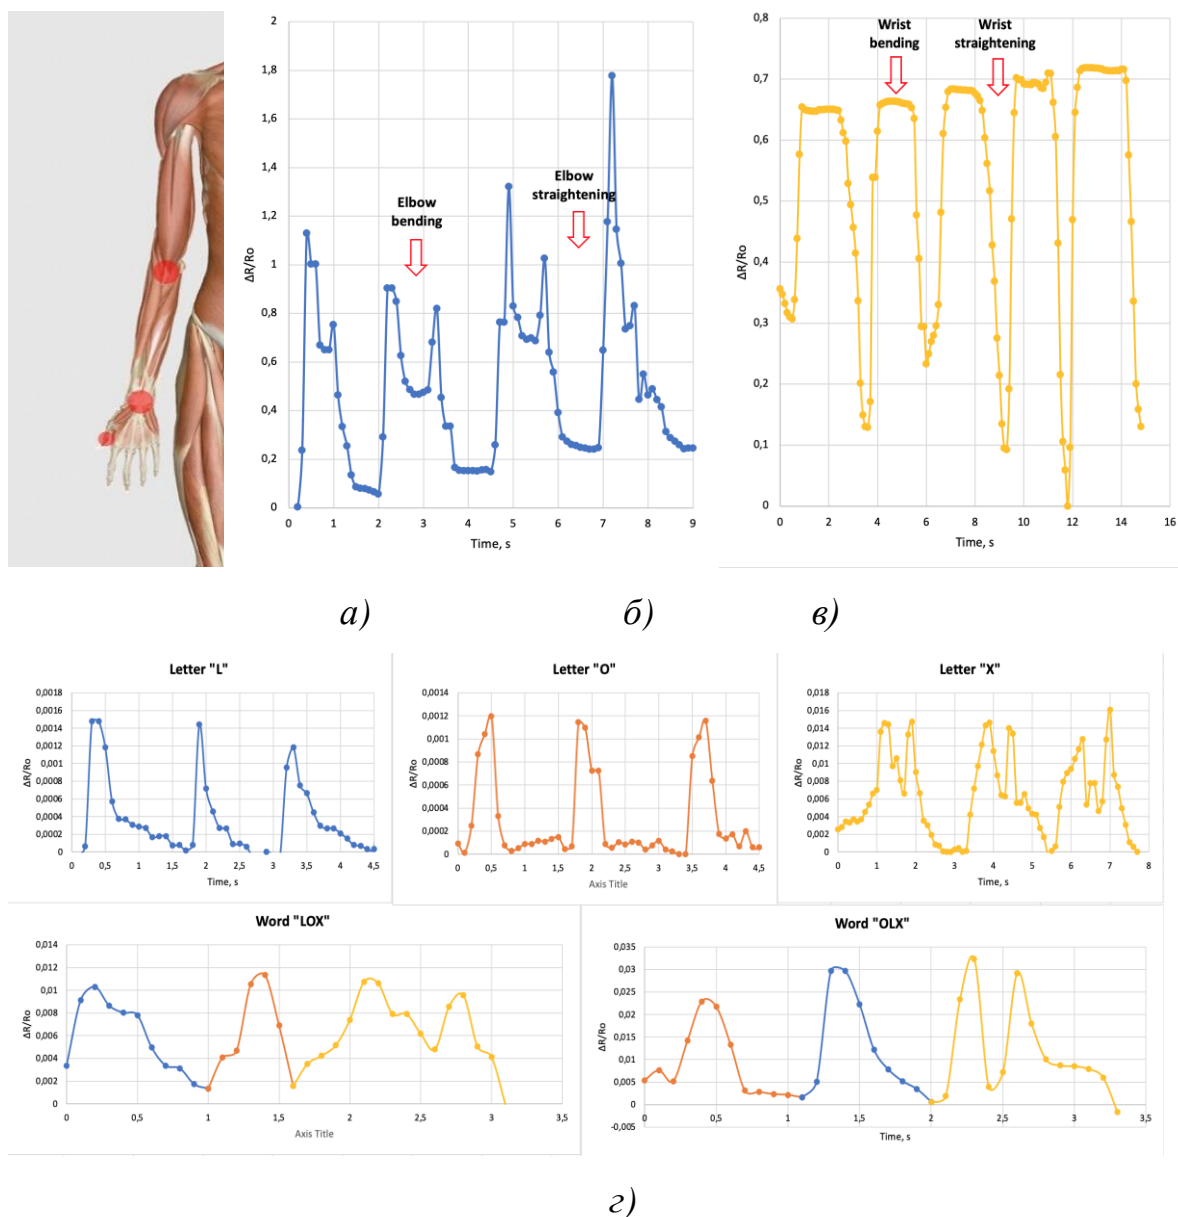 2
1,8
1,6
1,4
1,2
1
0,8
0,6
0,4
0,2
0
ΔR/Ro
Elbow
bending
Elbow
straightening
0 1 2 3 4 5 6 7 8 9
Time, s
0,8
0,7
0,6
0,5
0,4
0,3
0,2
0,1
0
ΔR/Ro
Wrist
bending
Wrist
straightening
0 2 4 6 8 10 12 14 16
Time, s
а) б) в)
Letter "L"
0,0018
0,0016
0,0014
0,0012
0,001
0,0008
0,0006
0,0004
0,0002
0
ΔR/Ro
0 0,5 1 1,5 2 2,5 3 3,5 4 4,5
Time, s
Letter "O"
0,0014
0,0012
0,001
0,0008
0,0006
0,0004
0,0002
0
ΔR/Ro
0 0,5 1 1,5 2 2,5 3 3,5 4 4,5
Axis Title
Letter "X"
0,018
0,016
0,014
0,012
0,01
0,008
0,006
0,004
0,002
0
ΔR/Ro
0 1 2 3 4 5 6 7 8
Time, s
Word "LOX"
0,014
0,012
0,01
0,008
0,006
0,004
0,002
0
ΔR/Ro
0 0,5 1 1,5 2 2,5 3 3,5
Axis Title
Word "OLX"
0,035
0,03
0,025
0,02
0,015
0,01
0,005
0
-0,005
ΔR/Ro
0 0,5 1 1,5 2 2,5 3 3,5
Time, s
г)